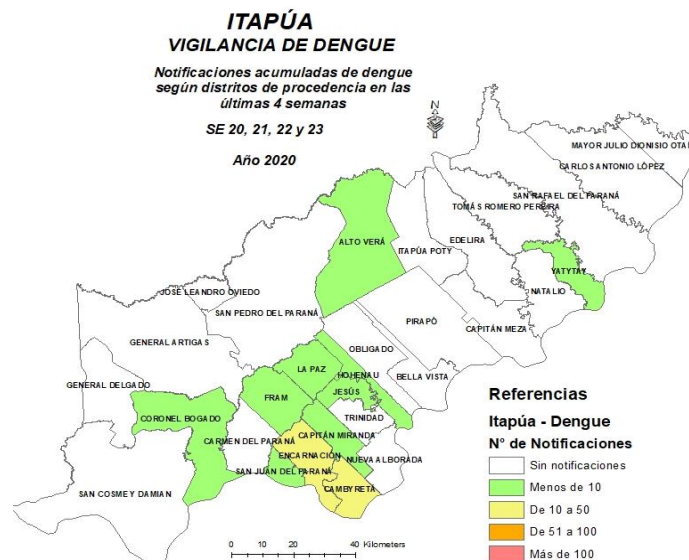 ITAPÚA
VIGILANCIA DE DENGUE
Notificaciones acumuladas de dengue
según distritos de procedencia en las
últimas 4 semanas
SE 20, 21, 22 y 23
Año 2020
N
MAYOR JULIO DIONISIO OTAÑ
CARLOS ANTONIO LÓPEZ
SAN RAFAEL DEL PARANÁ
TOMÁS ROMERO PEREIRA
ALTO VERÁ
EDELIRA
ITAPÚA POTY
YATYTAY
NATALIO
JOSÉ LEANDRO OVIEDO
SAN PEDRO DEL PARANÁ
PIRAPÓ
CAPITÁN MEZA
GENERAL ARTIGAS
OBLIGADO
LA PAZ
HOHENAU
BELLA VISTA
GENERAL DELGADO
JESÚS
FRAM
CORONEL BOGADO
TRINIDAD
CARMEN DEL PARANÁ
CAPITÁN MIRANDA
ENCARNACIÓN
NUEVA ALBORADA
SAN JUAN DEL PARANÁ
CAMBYRETÁ
SAN COSME Y DAMIAN
Referencias
Itapúa - Dengue
N° de Notificaciones
Sin notificaciones
Menos de 10
De 10 a 50
De 51 a 100
Más de 100
0 10 20 40 Kilometers